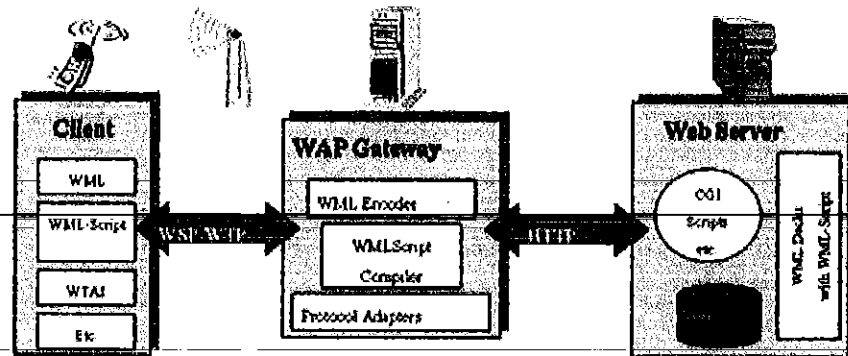 Client
WML
WML-Script
WTAI
Etc.
WSP/WTP
WAP Gateway
WML Encoder
WMLScript
Compiler
Protocol Adapters
HTTP
Web Server
CGI
Scripts
etc.
WML Decks
with WML-Script